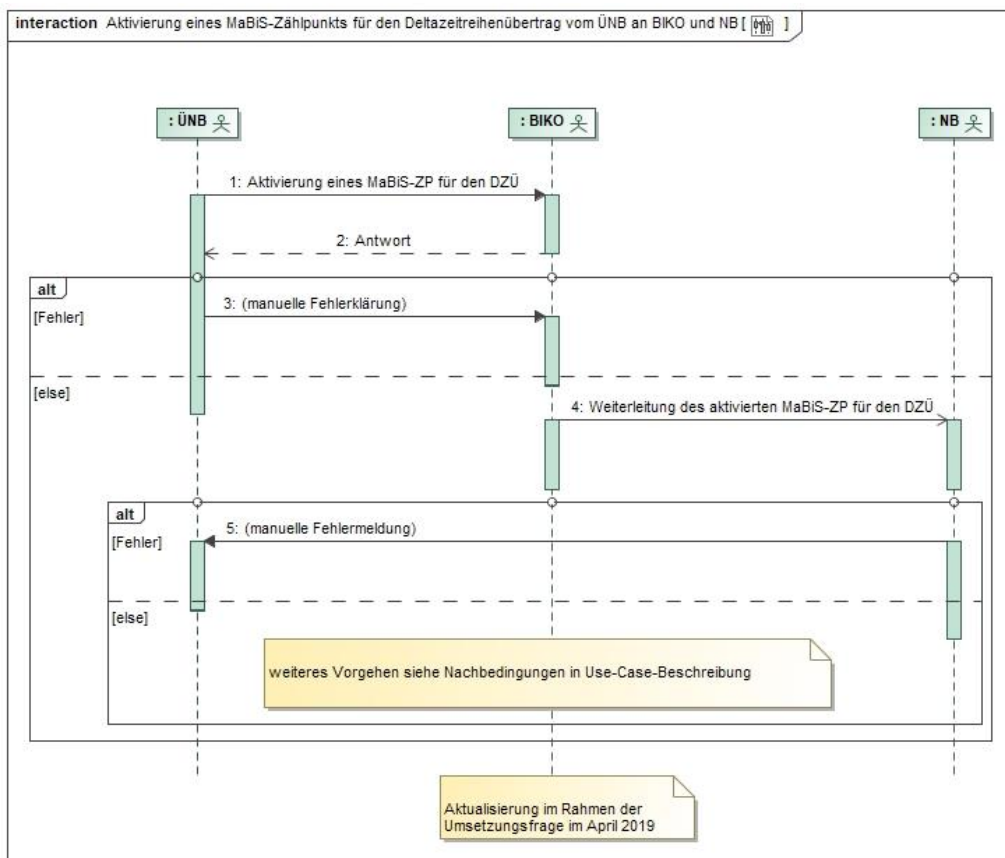 interaction Aktivierung eines MaBiS-Zählpunkts für den Deltazeitreihenübertrag vom ÜNB an BIKO und NB [ ]
: ÜNB
: BIKO
: NB
1: Aktivierung eines MaBiS-ZP für den DZÜ
2: Antwort
alt
[Fehler]
3: (manuelle Fehlerklärung)
[else]
4: Weiterleitung des aktivierten MaBiS-ZP für den DZÜ
alt
[Fehler]
5: (manuelle Fehlermeldung)
[else]
weiteres Vorgehen siehe Nachbedingungen in Use-Case-Beschreibung
Aktualisierung im Rahmen der
Umsetzungsfrage im April 2019